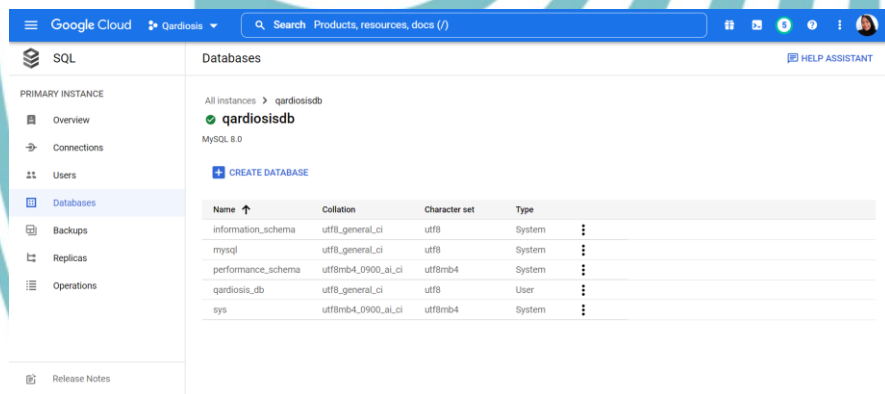 Google Cloud Qardiosis Search Products, resources, docs (/) 5 ?
SQL Databases HELP ASSISTANT
PRIMARY INSTANCE
Overview
Connections
Users
Databases
Backups
Replicas
Operations
Release Notes
All instances > qardiosisdb
qardiosisdb
MySQL 8.0
CREATE DATABASE
Name Collation Character set Type
information_schema utf8_general_ci utf8 System
mysql utf8_general_ci utf8 System
performance_schema utf8mb4_0900_ai_ci utf8mb4 System
qardiosis_db utf8_general_ci utf8 User
sys utf8mb4_0900_ai_ci utf8mb4 System